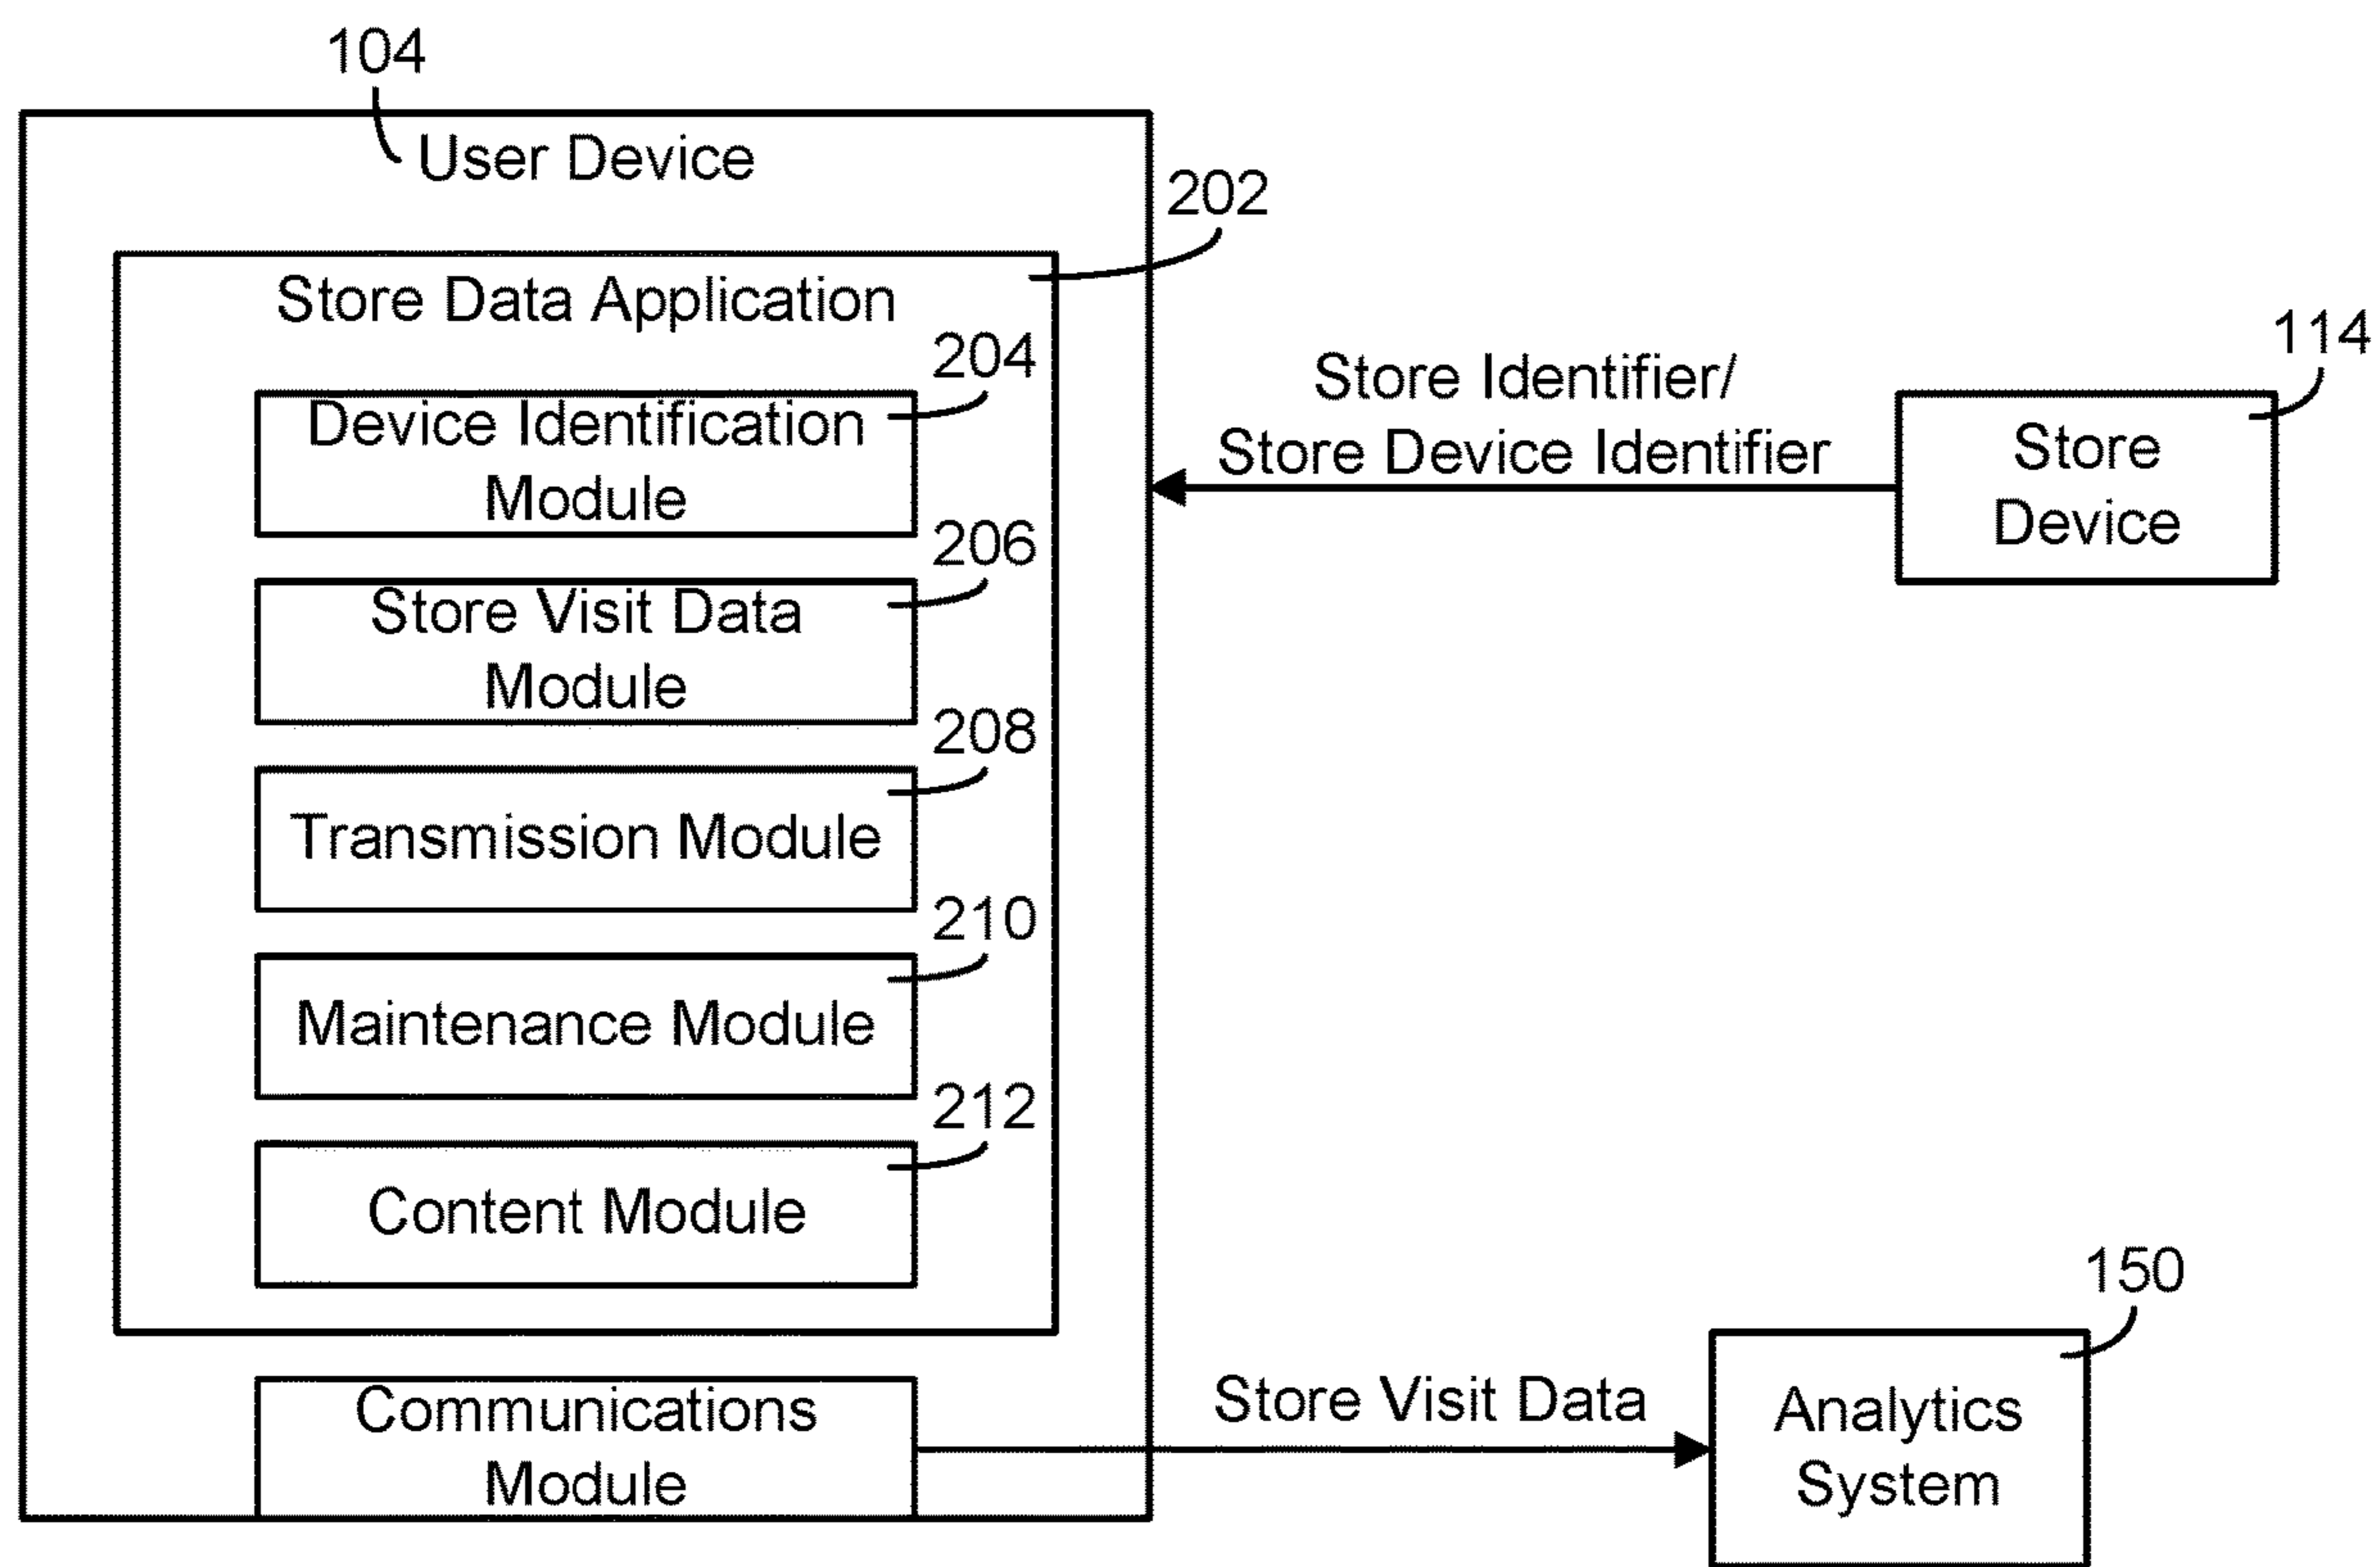 104
User Device
202
Store Data Application
204
Device Identification
Module
206
Store Visit Data
Module
208
Transmission Module
210
Maintenance Module
212
Content Module
Communications
Module
Store Identifier/
Store Device Identifier
114
Store
Device
Store Visit Data
150
Analytics
System